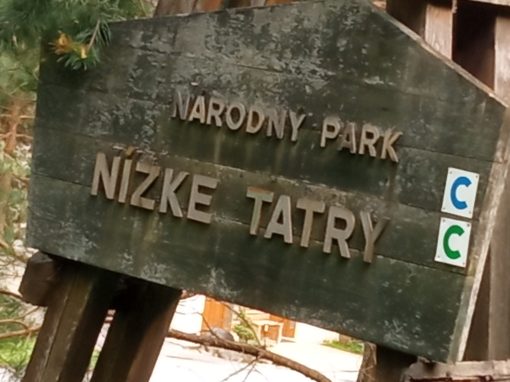 NÁRODNÝ PARK
NÍZKE TATRY
C
C